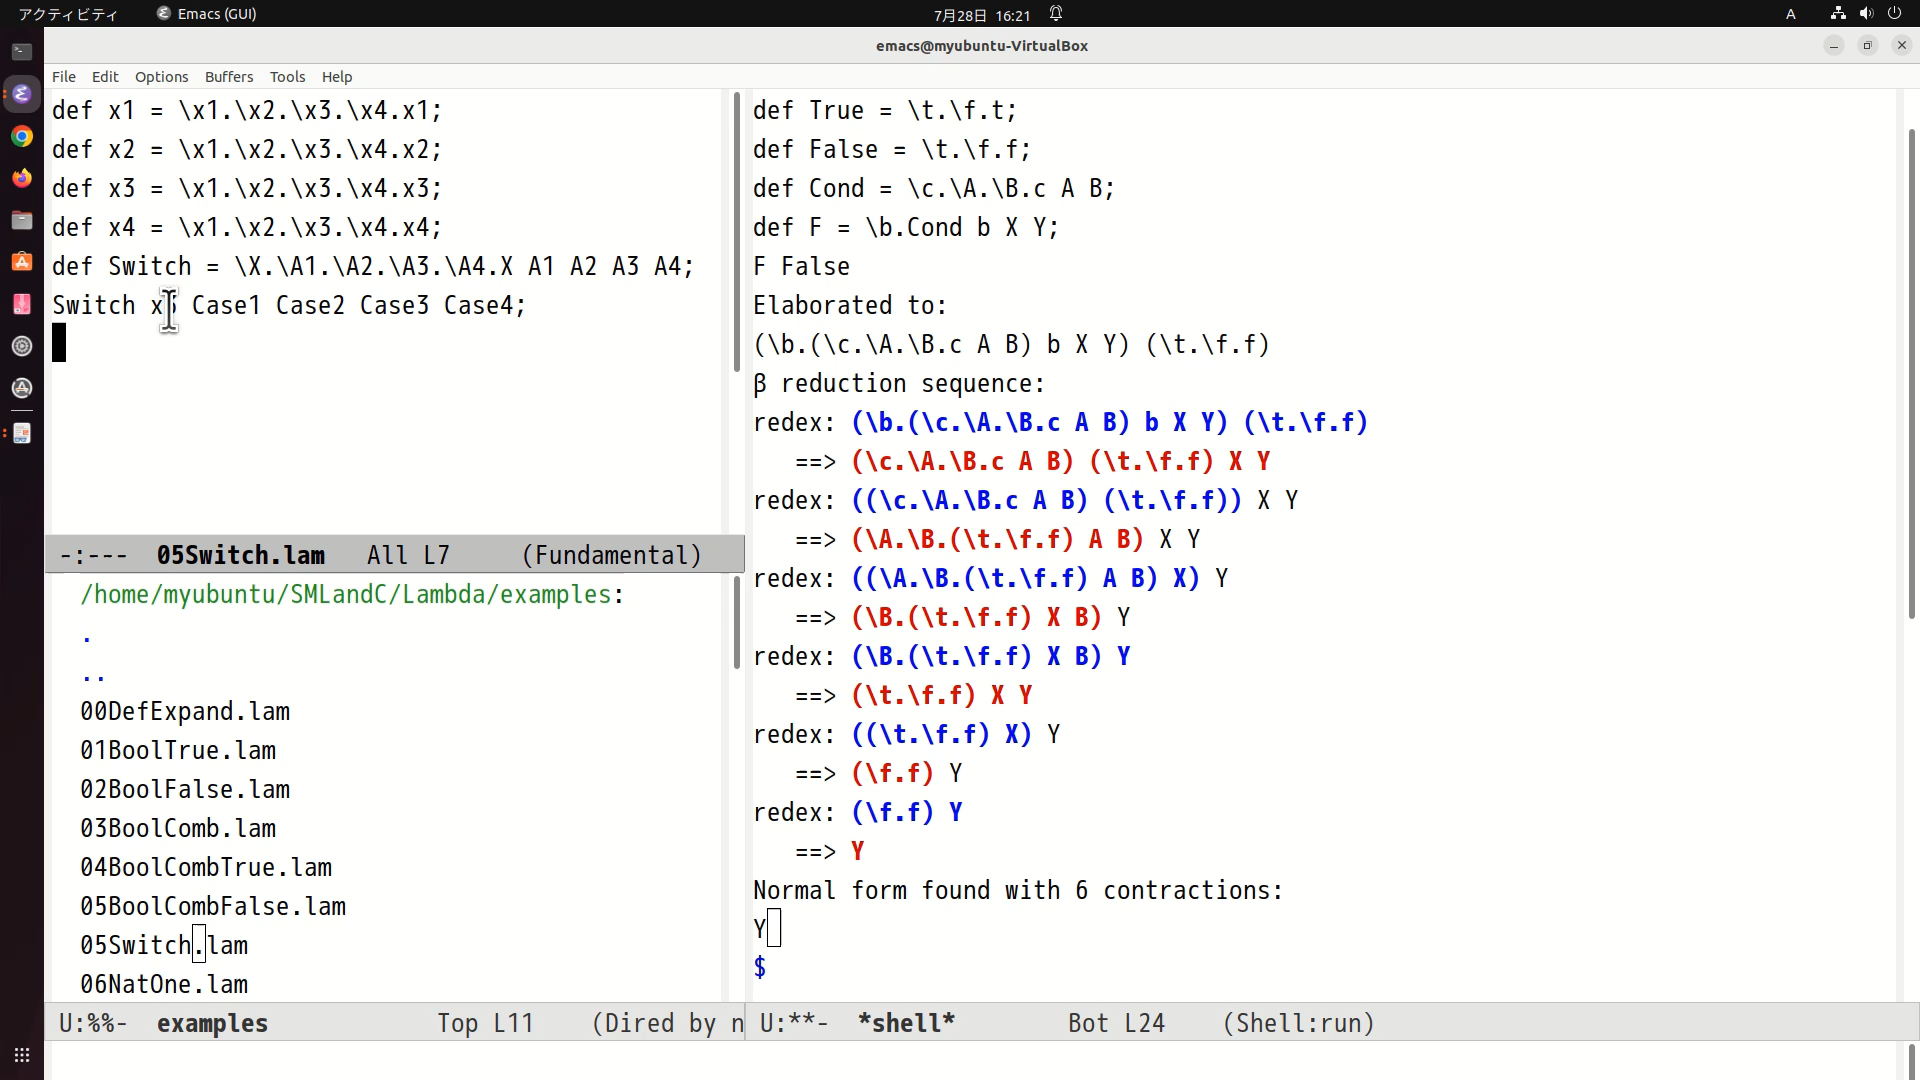 アクティビティ
Emacs (GUI)
7月28日 16:21
A
emacs@myubuntu-VirtualBox
File Edit Options Buffers Tools Help
def x1 = \x1.\x2.\x3.\x4.x1;
def x2 = \x1.\x2.\x3.\x4.x2;
def x3 = \x1.\x2.\x3.\x4.x3;
def x4 = \x1.\x2.\x3.\x4.x4;
def Switch = \X.\A1.\A2.\A3.\A4.X A1 A2 A3 A4;
Switch Case1 Case2 Case3 Case4;
-:--- 05Switch.lam All L7 (Fundamental)
/home/myubuntu/SMLandC/Lambda/examples:
.
..
00DefExpand.lam
01BoolTrue.lam
02BoolFalse.lam
03BoolComb.lam
04BoolCombTrue.lam
05BoolCombFalse.lam
05Switch.lam
06NatOne.lam
U:%%- examples Top L11 (Dired by n
def True = \t.\f.t;
def False = \t.\f.f;
def Cond = \c.\A.\B.c A B;
def F = \b.Cond b X Y;
F False
Elaborated to:
(\b.(\c.\A.\B.c A B) b X Y) (\t.\f.f)
β reduction sequence:
redex: (\b.(\c.\A.\B.c A B) b X Y) (\t.\f.f)
==> (\c.\A.\B.c A B) (\t.\f.f) X Y
redex: ((\c.\A.\B.c A B) (\t.\f.f)) X Y
==> (\A.\B.(\t.\f.f) A B) X Y
redex: ((\A.\B.(\t.\f.f) A B) X) Y
==> (\B.(\t.\f.f) X B) Y
redex: (\B.(\t.\f.f) X B) Y
==> (\t.\f.f) X Y
redex: ((\t.\f.f) X) Y
==> (\f.f) Y
redex: (\f.f) Y
==> Y
Normal form found with 6 contractions:
Y
$
U:**- *shell* Bot L24 (Shell:run)